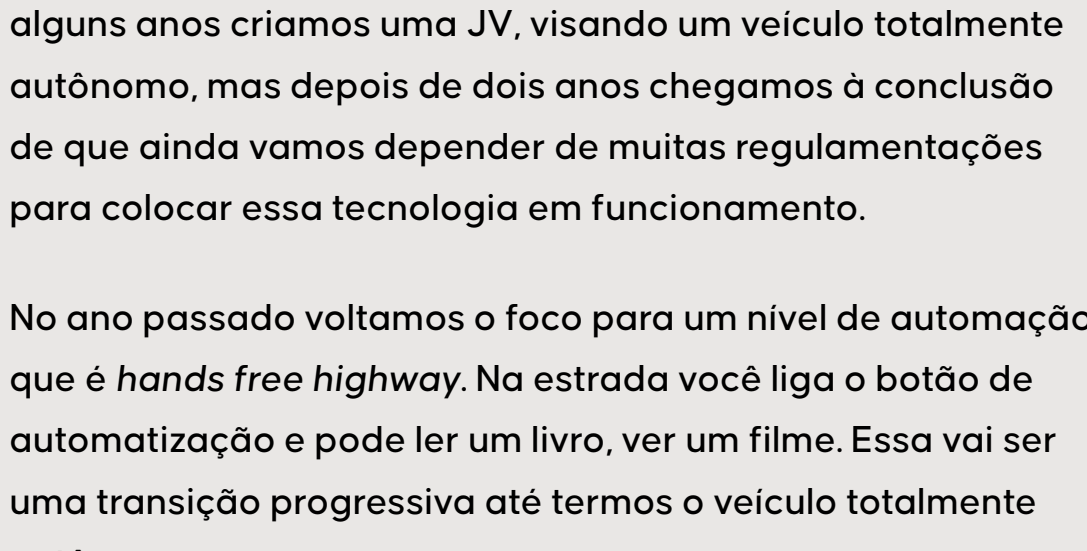 alguns anos criamos uma JV, visando um veículo totalmente
autônomo, mas depois de dois anos chegamos à conclusão
de que ainda vamos depender de muitas regulamentações
para colocar essa tecnologia em funcionamento.
No ano passado voltamos o foco para um nível de automação
que é hands free highway. Na estrada você liga o botão de
automatização e pode ler um livro, ver um filme. Essa vai ser
uma transição progressiva até termos o veículo totalmente